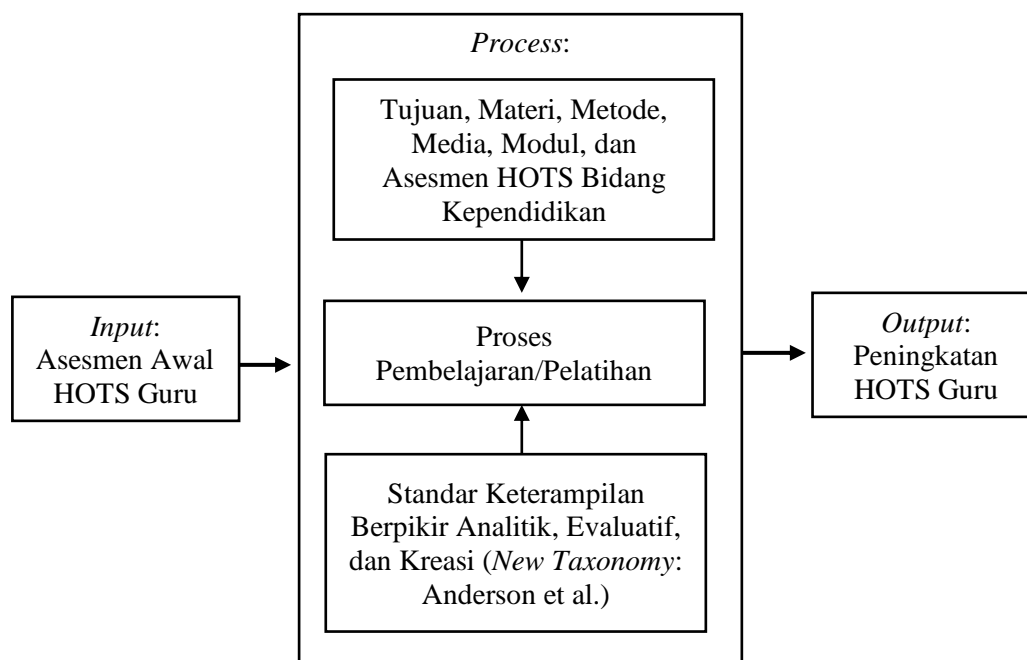 Process:
Tujuan, Materi, Metode,
Media, Modul, dan
Asesmen HOTS Bidang
Kependidikan
Input:
Asesmen Awal
HOTS Guru
Proses
Pembelajaran/Pelatihan
Output:
Peningkatan
HOTS Guru
Standar Keterampilan
Berpikir Analitik, Evaluatif,
dan Kreasi (New Taxonomy:
Anderson et al.)